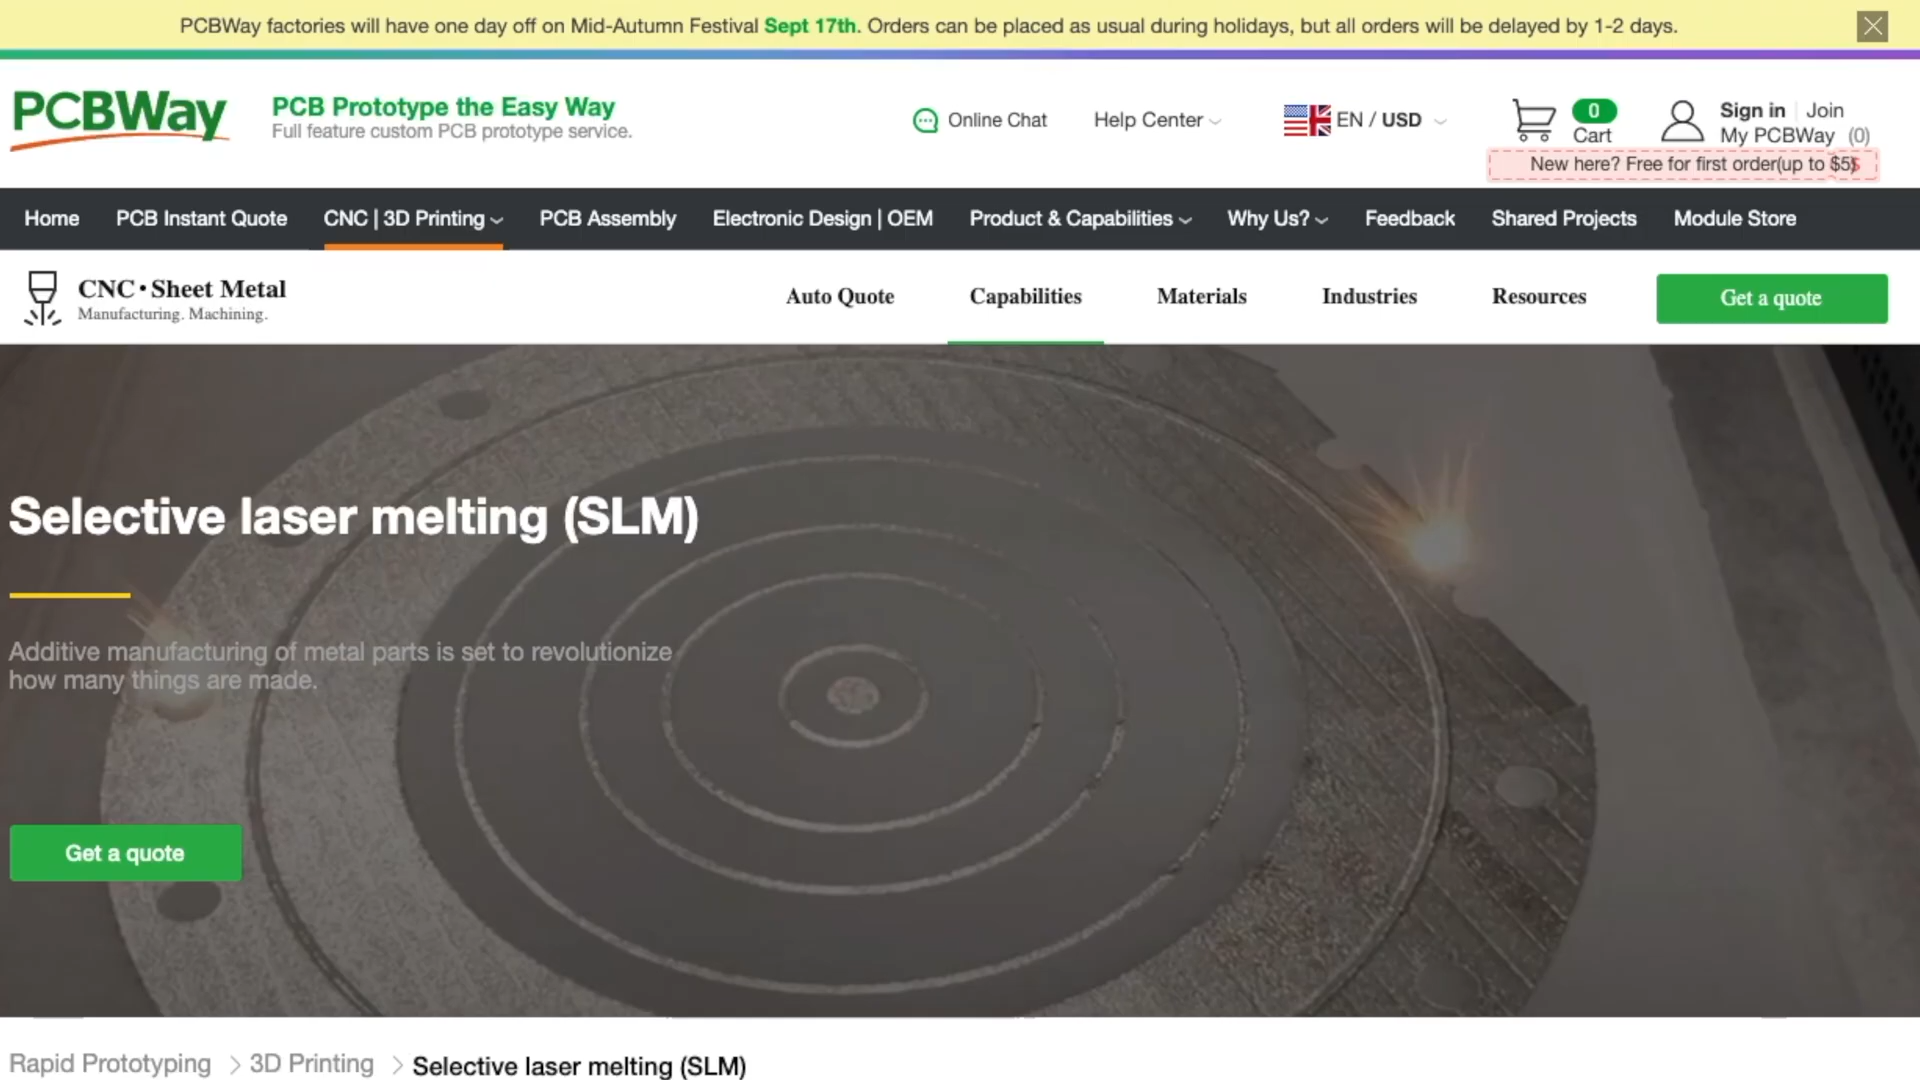 PCBWay factories will have one day off on Mid-Autumn Festival Sept 17th. Orders can be placed as usual during holidays, but all orders will be delayed by 1-2 days.
PCBWay
PCB Prototype the Easy Way
Full feature custom PCB prototype service.
Online Chat
Help Center
EN / USD
0
Cart
Sign in
Join
My PCBWay (0)
New here? Free for first order(up to $5)
Home
PCB Instant Quote
CNC | 3D Printing
PCB Assembly
Electronic Design | OEM
Product & Capabilities
Why Us?
Feedback
Shared Projects
Module Store
CNC • Sheet Metal
Manufacturing. Machining.
Auto Quote
Capabilities
Materials
Industries
Resources
Get a quote
Selective laser melting (SLM)
Additive manufacturing of metal parts is set to revolutionize
how many things are made.
Get a quote
Rapid Prototyping > 3D Printing > Selective laser melting (SLM)